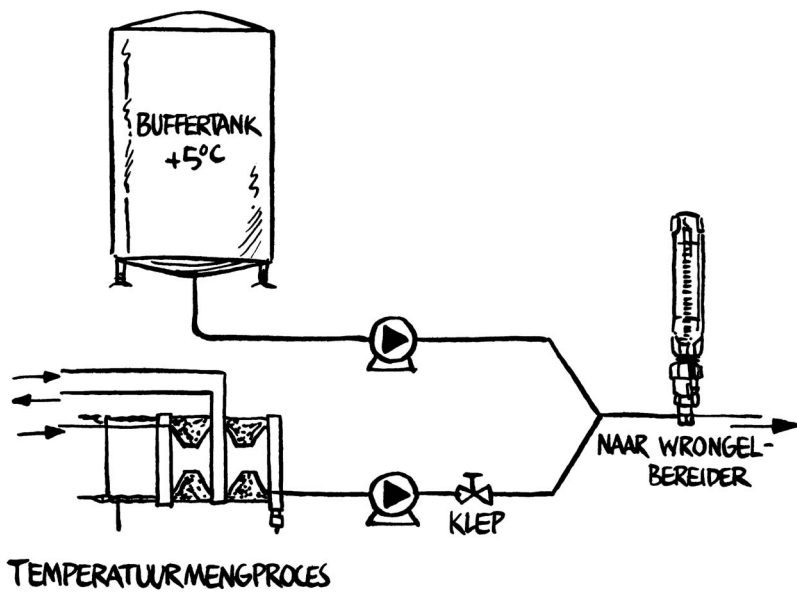 BUFFERTANK
+5°C
NAAR WRONGEL-
BEREIDER
KLEP
TEMPERATUURMENGPROCES